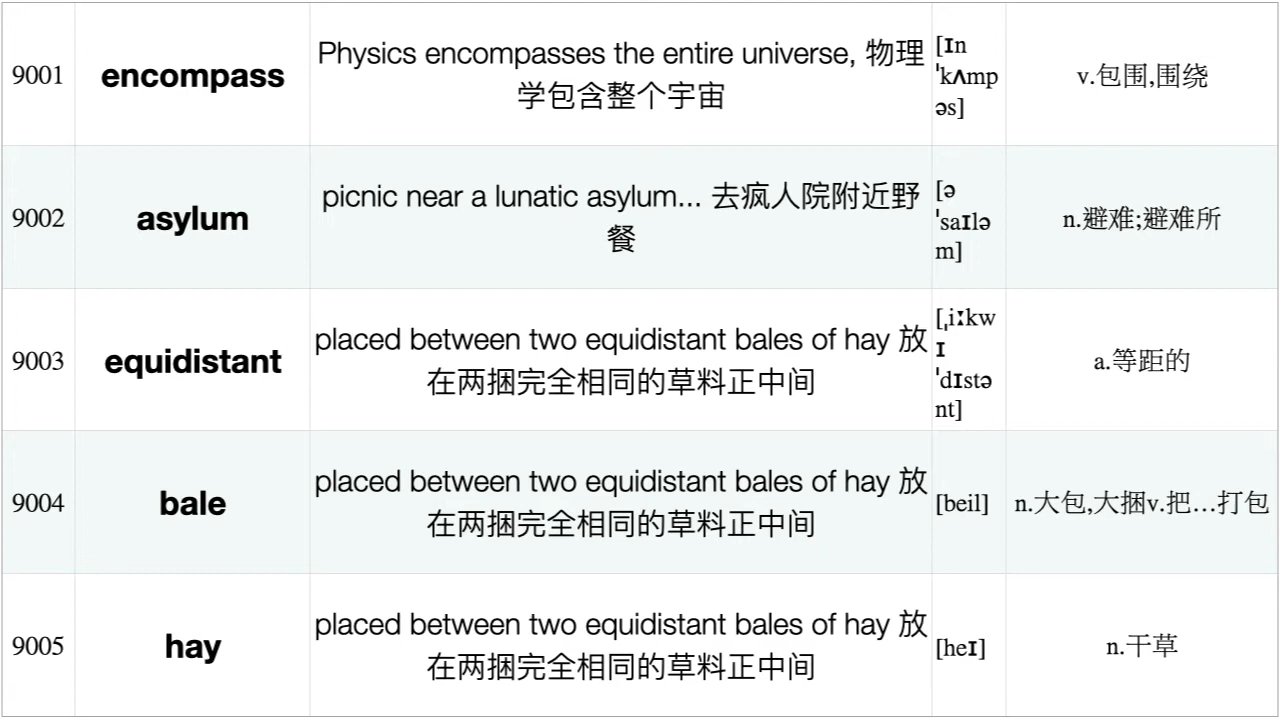 9001 encompass Physics encompasses the entire universe, 物理
学包含整个宇宙 [ɪn
ˈkʌmp
əs] v.包围,围绕
9002 asylum picnic near a lunatic asylum... 去疯人院附近野
餐 [ə
ˈsaɪlə
m] n.避难;避难所
9003 equidistant placed between two equidistant bales of hay 放
在两捆完全相同的草料正中间 [ˌiːkw
ɪ
ˈdɪstə
nt] a.等距的
9004 bale placed between two equidistant bales of hay 放
在两捆完全相同的草料正中间 [beil] n.大包,大捆v.把…打包
9005 hay placed between two equidistant bales of hay 放
在两捆完全相同的草料正中间 [heɪ] n.干草